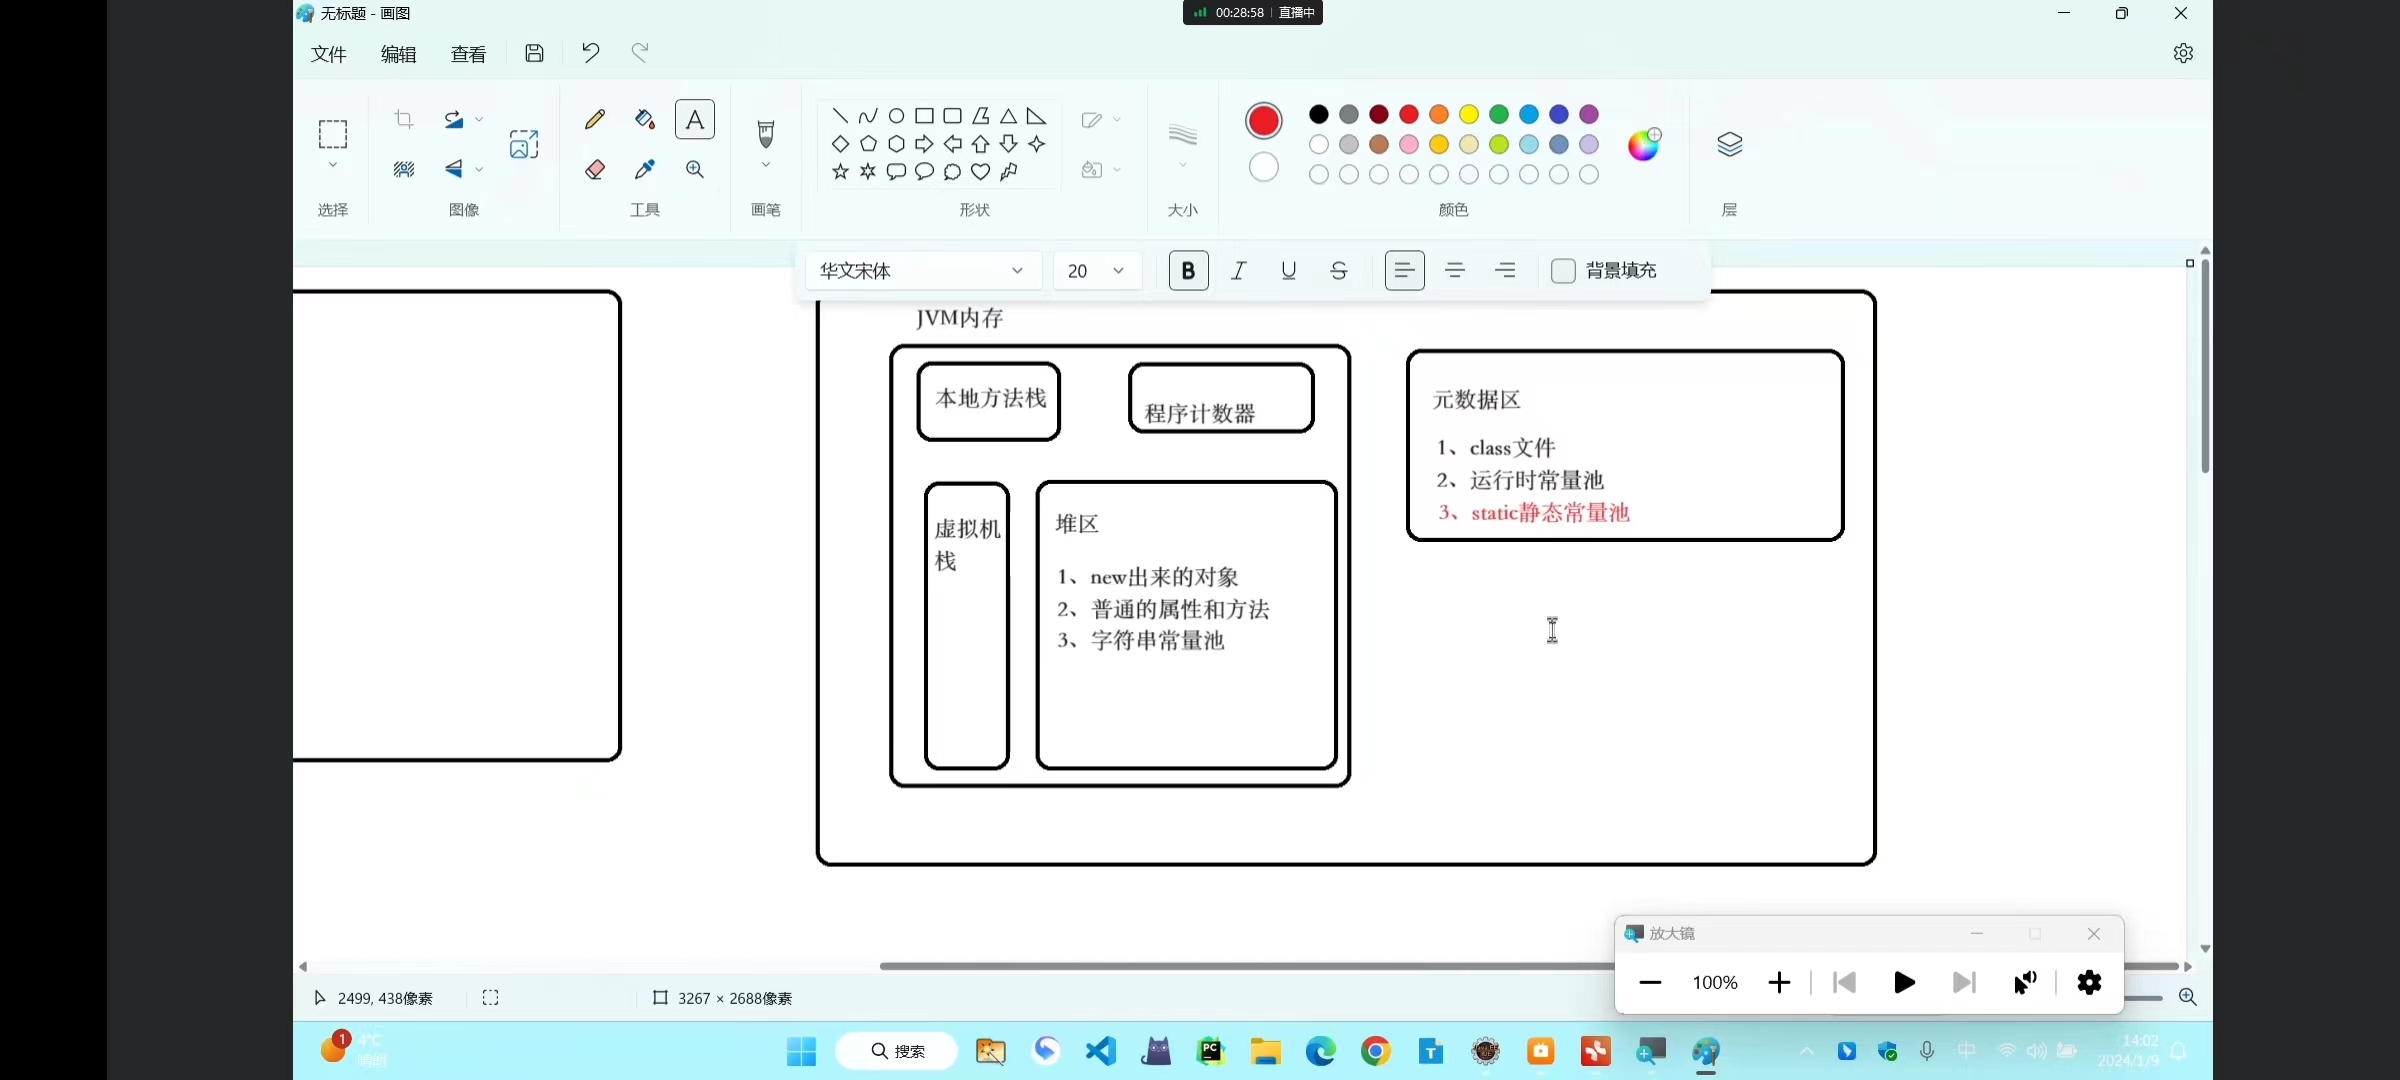 无标题 - 画图
00:28:58 直播中
文件 编辑 查看
选择 图像 工具 画笔 形状 大小 颜色 层
华文宋体 20 B I U S 背景填充
JVM内存
本地方法栈
程序计数器
元数据区
1、class文件
2、运行时常量池
3、static静态常量池
虚拟机
栈
堆区
1、new出来的对象
2、普通的属性和方法
3、字符串常量池
放大镜
100%
2499, 438像素
3267 × 2688像素
1
4°C
晴朗
搜索
PC
T
中
14:02
2024/1/9